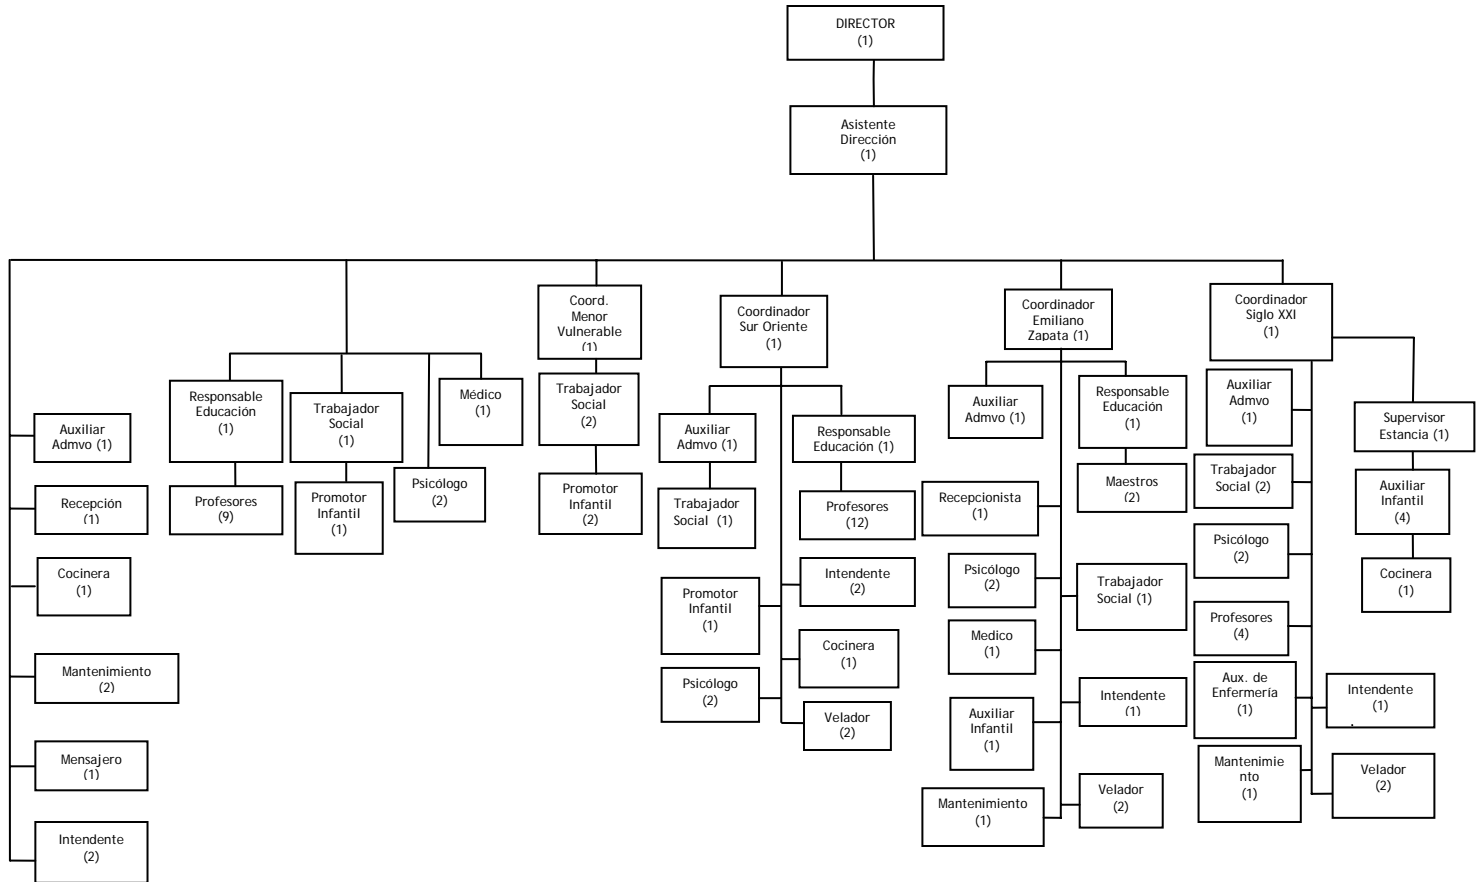 DIRECTOR
(1)
Asistente
Dirección
(1)
Auxiliar
Admvo (1)
Recepción
(1)
Cocinera
(1)
Mantenimiento
(2)
Mensajero
(1)
Intendente
(2)
Responsable
Educación
(1)
Profesores
(9)
Trabajador
Social
(1)
Promotor
Infantil
(1)
Psicólogo
(2)
Médico
(1)
Coord.
Menor
Vulnerable
(1)
Trabajador
Social
(2)
Promotor
Infantil
(2)
Coordinador
Sur Oriente
(1)
Auxiliar
Admvo (1)
Trabajador
Social (1)
Responsable
Educación (1)
Profesores
(12)
Promotor
Infantil
(1)
Psicólogo
(2)
Intendente
(2)
Cocinera
(1)
Velador
(2)
Coordinador
Emiliano
Zapata (1)
Auxiliar
Admvo (1)
Responsable
Educación
(1)
Maestros
(2)
Recepcionista
(1)
Psicólogo
(2)
Trabajador
Social (1)
Medico
(1)
Auxiliar
Infantil
(1)
Intendente
(1)
Mantenimiento
(1)
Velador
(2)
Coordinador
Siglo XXI
(1)
Auxiliar
Admvo
(1)
Trabajador
Social (2)
Psicólogo
(2)
Profesores
(4)
Aux. de
Enfermería
(1)
Mantenimie
nto
(1)
Intendente
(1)
.
Velador
(2)
Supervisor
Estancia (1)
Auxiliar
Infantil
(4)
Cocinera
(1)